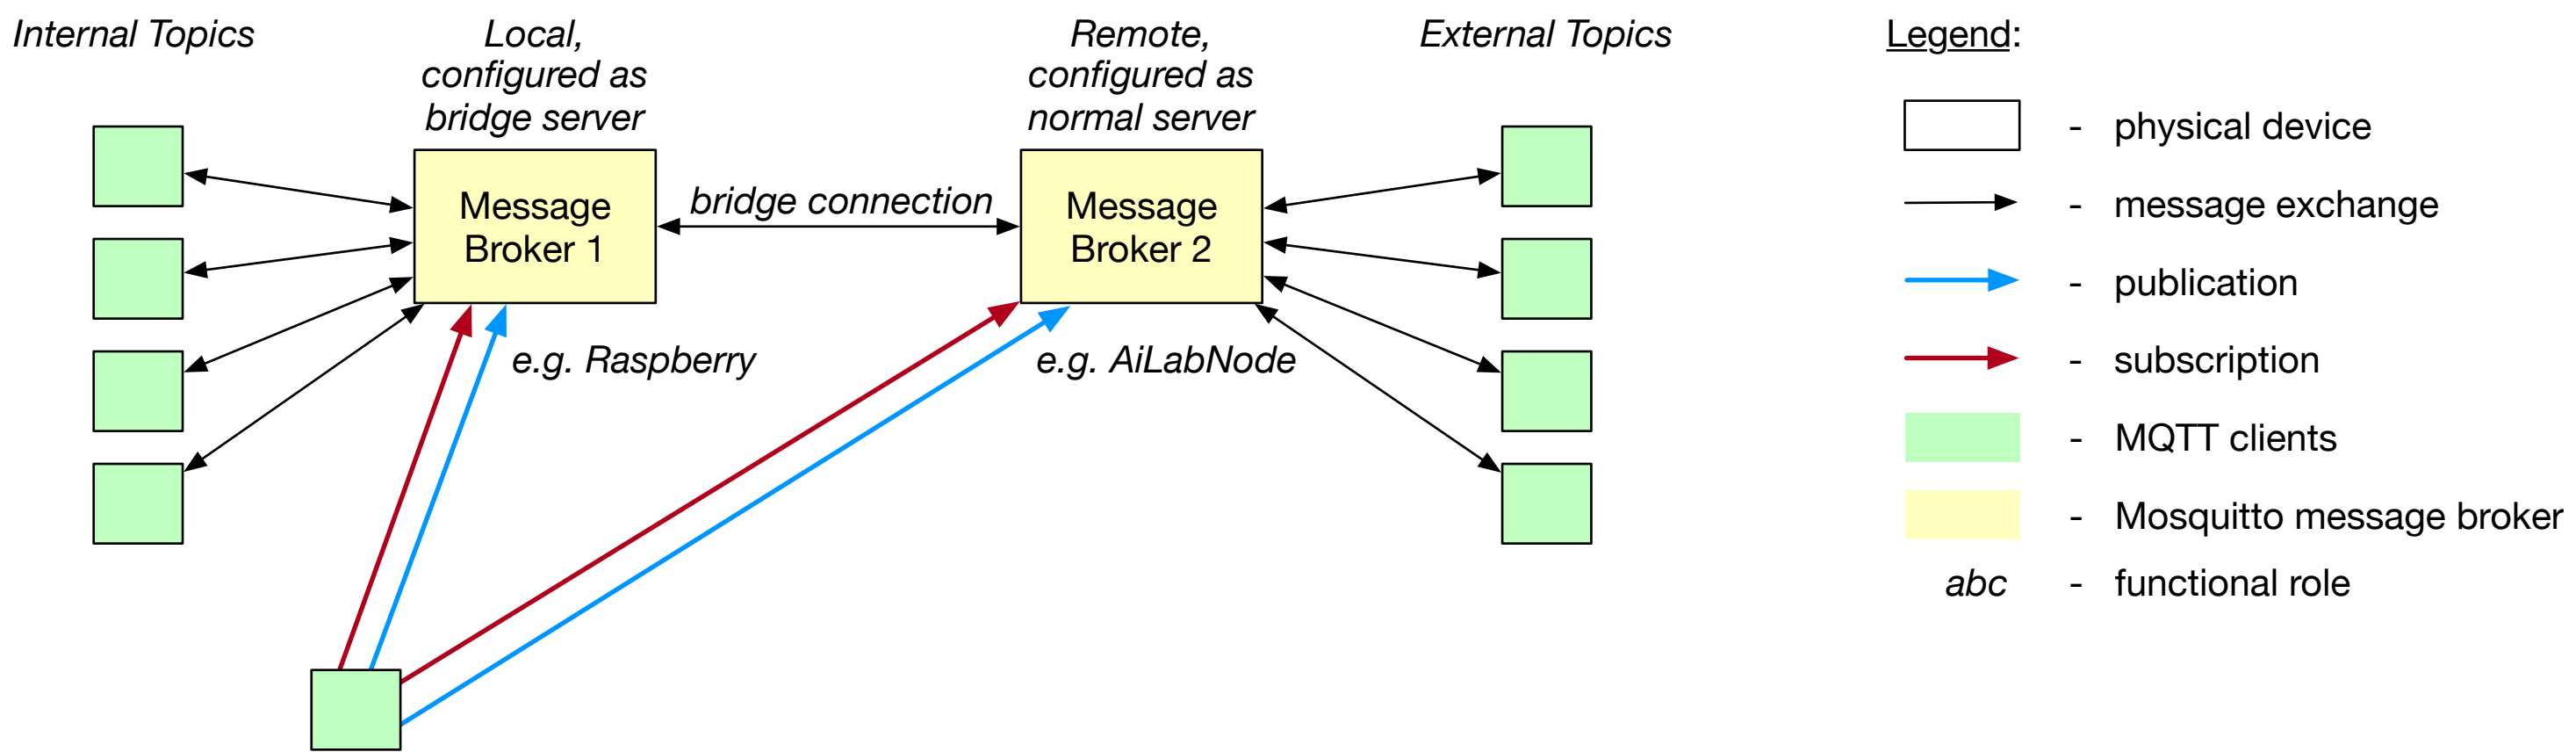 Internal Topics
Local,
configured as
bridge server
Remote,
configured as
normal server
External Topics
Message
Broker 1
bridge connection
Message
Broker 2
e.g. Raspberry
e.g. AiLabNode
Legend:
- physical device
- message exchange
- publication
- subscription
- MQTT clients
- Mosquitto message broker
abc - functional role